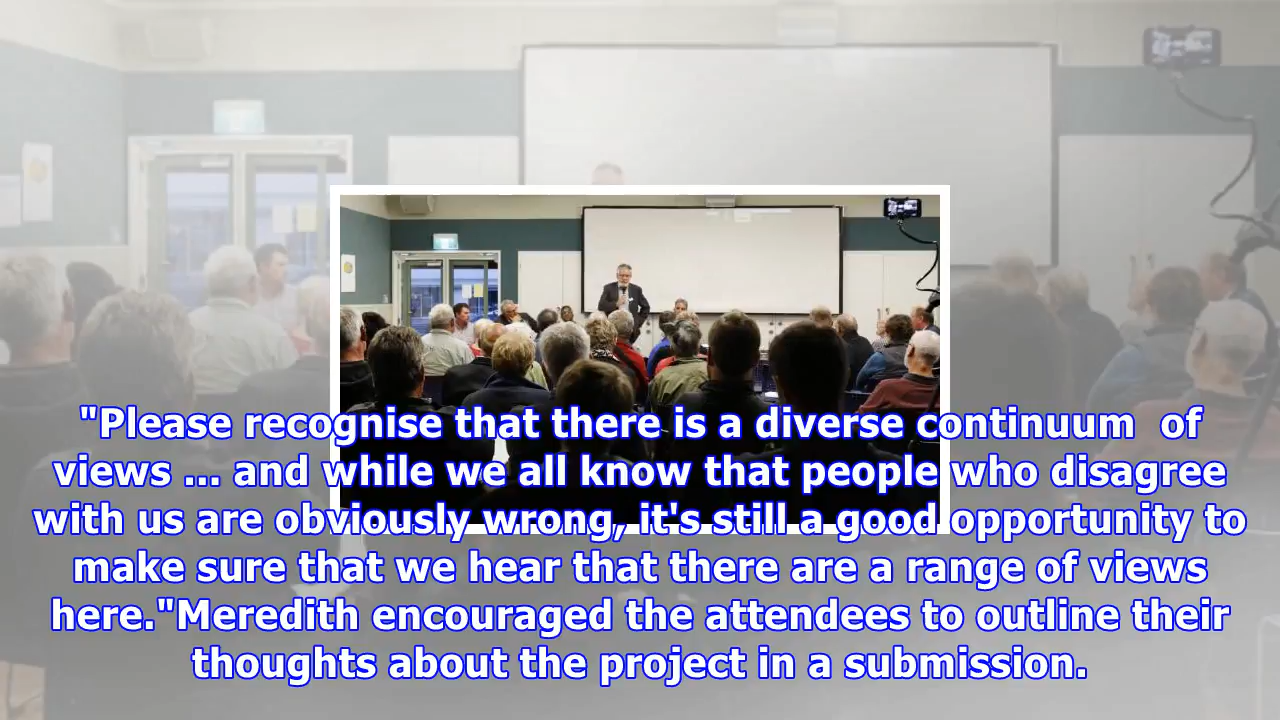 "Please recognise that there is a diverse continuum  of
views ... and while we all know that people who disagree
with us are obviously wrong, it's still a good opportunity to
make sure that we hear that there are a range of views
here."Meredith encouraged the attendees to outline their
thoughts about the project in a submission.